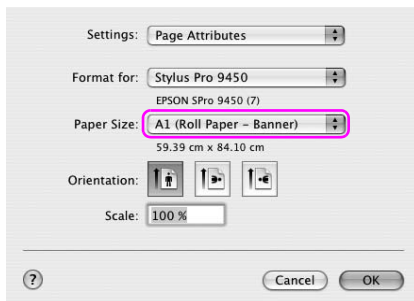 Settings: Page Attributes
Format for: Stylus Pro 9450
EPSON SPro 9450 (7)
Paper Size: A1 (Roll Paper – Banner)
59.39 cm x 84.10 cm
Orientation:
Scale: 100 %
? Cancel OK